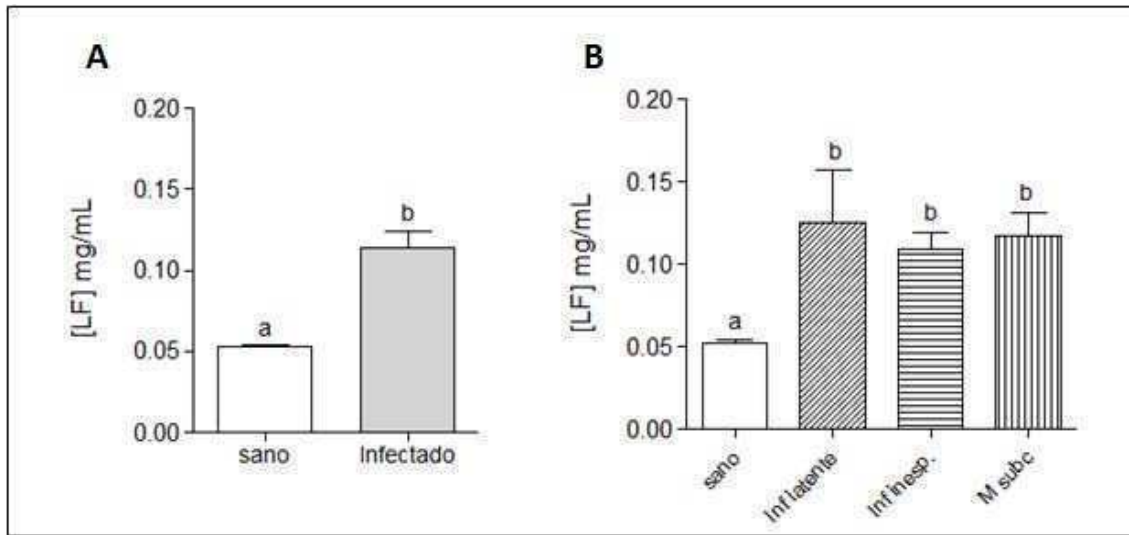 A
[LF] mg/mL
0.20
0.15
0.10
0.05
0.00
a
b
sano
Infectado
B
[LF] mg/mL
0.20
0.15
0.10
0.05
0.00
a
b
b
b
sano
Inf latente
Inf inesp.
M subc